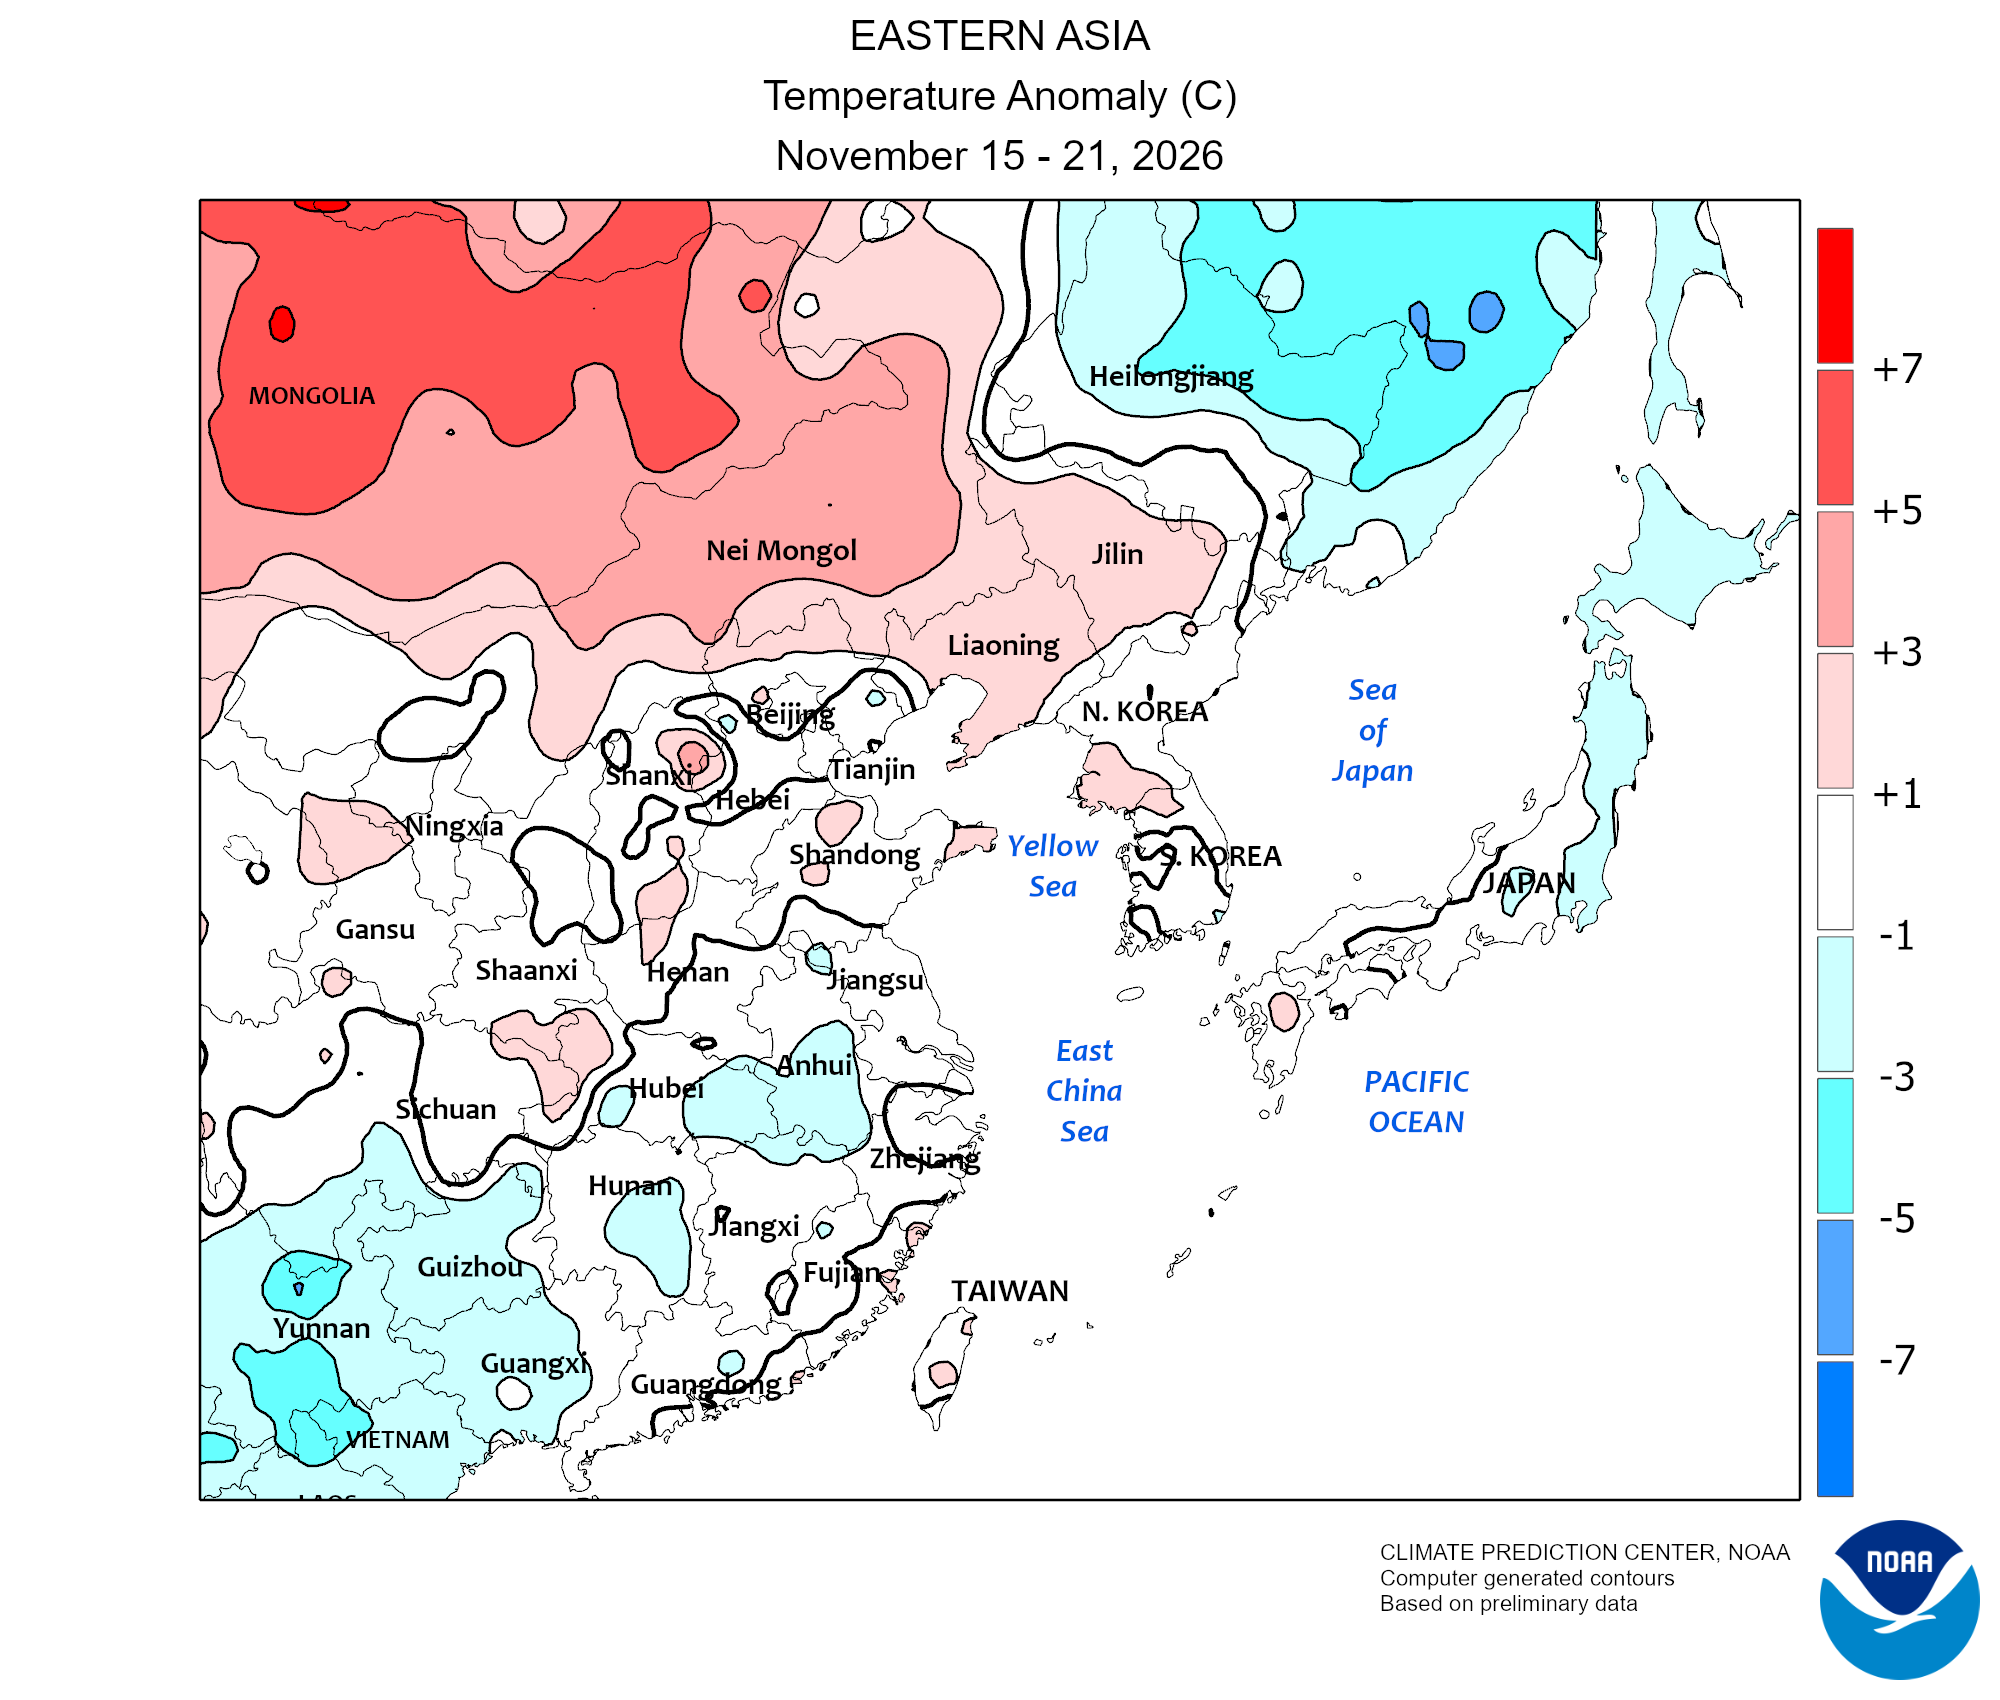 EASTERN ASIA
Temperature Anomaly (C)
November 15 - 21, 2026
+7
+5
+3
+1
-1
-3
-5
-7
MONGOLIA
Heilongjiang
Nei Mongol
Jilin
Liaoning
Sea
of
Japan
N. KOREA
Beijing
Tianjin
Shanxi
Hebei
Ningxia
Shandong
Yellow
Sea
S. KOREA
JAPAN
Gansu
Shaanxi
Henan
Jiangsu
East
China
Sea
PACIFIC
OCEAN
Anhui
Hubei
Sichuan
Zhejiang
Hunan
Jiangxi
Guizhou
Fujian
TAIWAN
Yunnan
Guangxi
Guangdong
VIETNAM
CLIMATE PREDICTION CENTER, NOAA
Computer generated contours
Based on preliminary data
NOAA